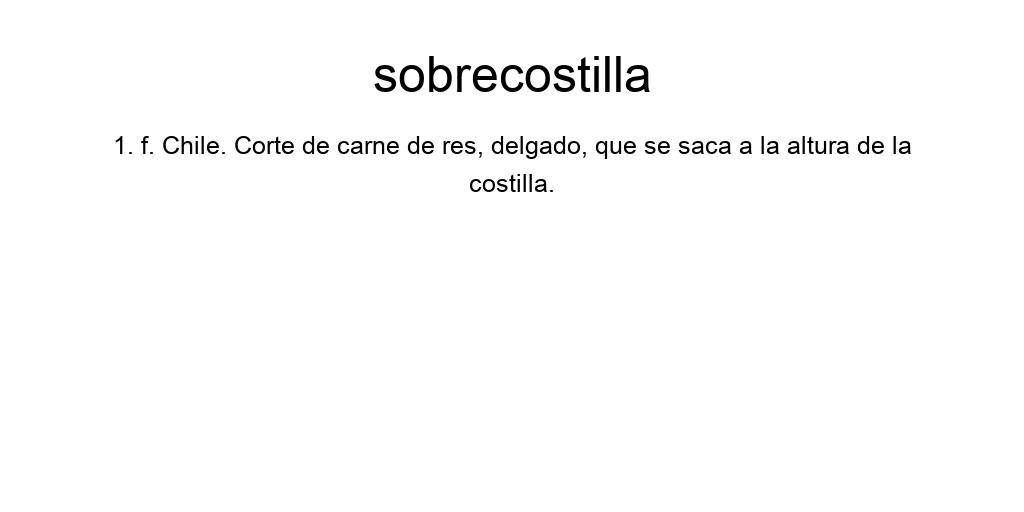 sobrecostilla
1. f. Chile. Corte de carne de res, delgado, que se saca a la altura de la
costilla.